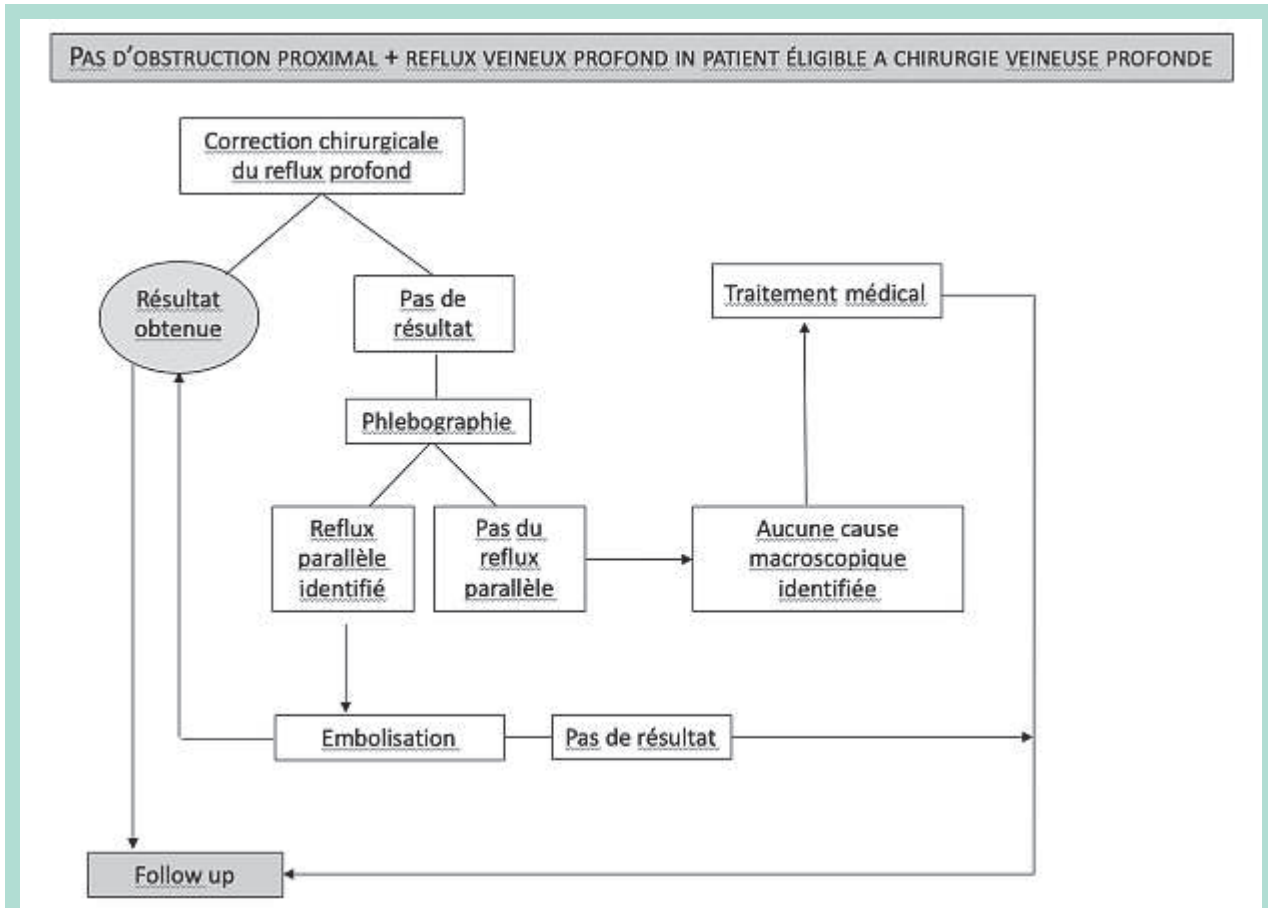 PAS D'OBSTRUCTION PROXIMAL + REFLUX VEINEUX PROFOND IN PATIENT ÉLIGIBLE A CHIRURGIE VEINEUSE PROFONDE
Correction chirurgicale
du reflux profond
Résultat
obtenue
Pas de
résultat
Traitement médical
Phlebographie
Reflux
parallèle
identifié
Pas du
reflux
parallèle
Aucune cause
macroscopique
identifiée
Embolisation
Pas de résultat
Follow up